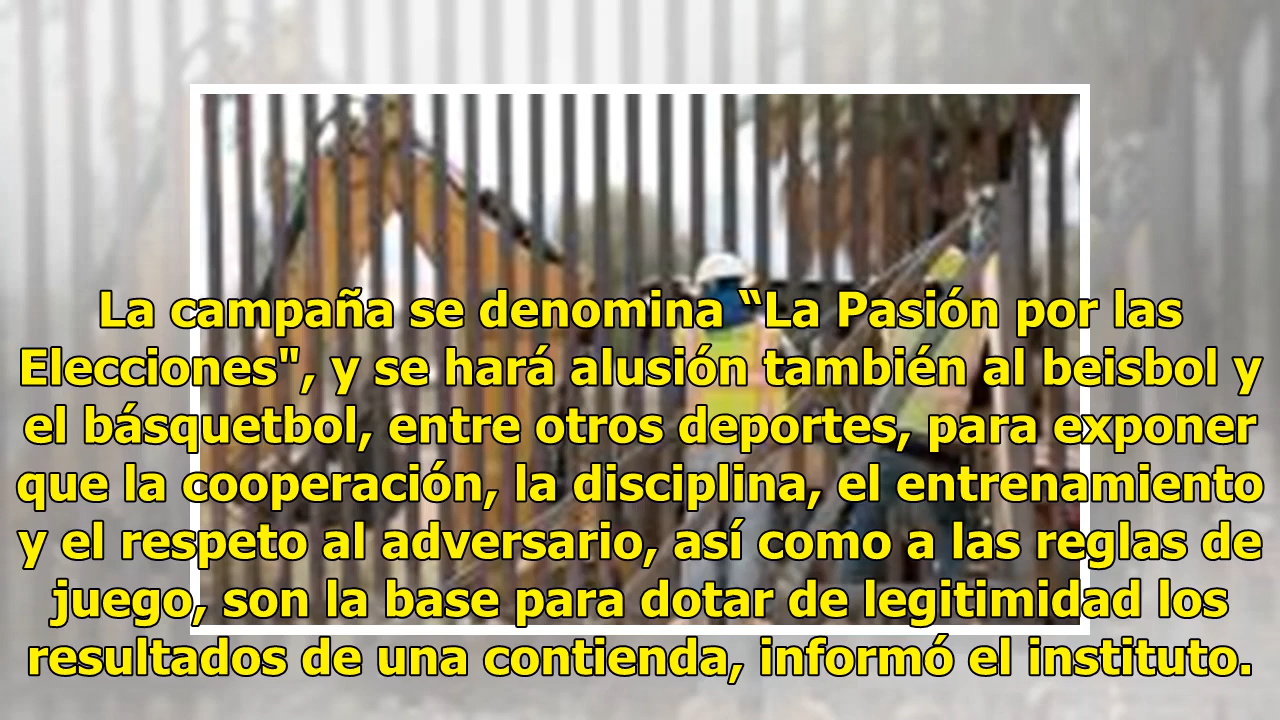 La campaña se denomina “La Pasión por las
Elecciones", y se hará alusión también al beisbol y
el básquetbol, entre otros deportes, para exponer
que la cooperación, la disciplina, el entrenamiento
y el respeto al adversario, así como a las reglas de
juego, son la base para dotar de legitimidad los
resultados de una contienda, informó el instituto.